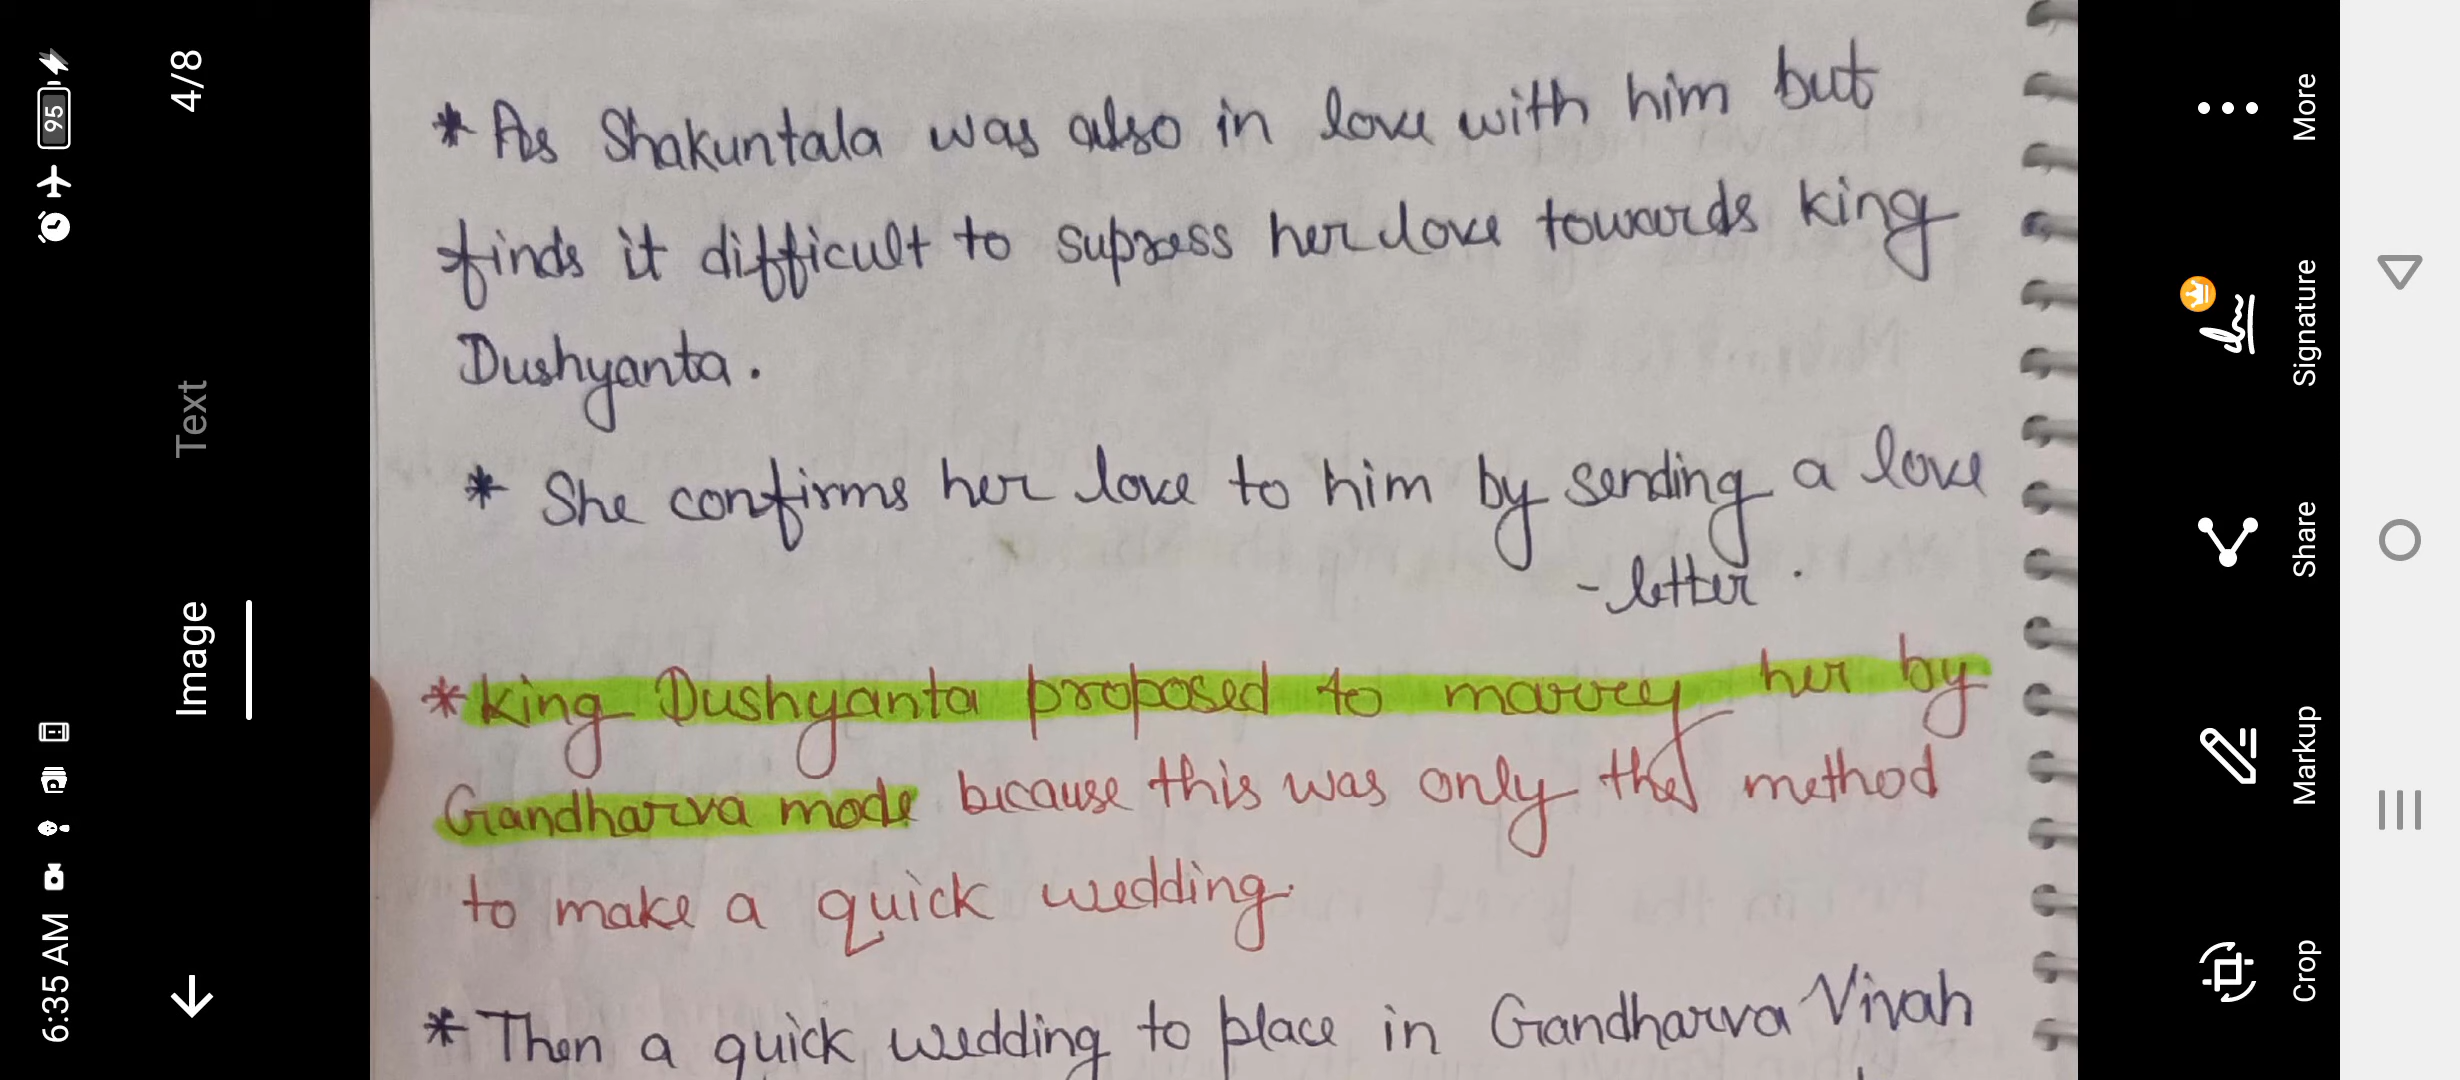 6:35 AM
95
4/8
Image
Text
* As Shakuntala was also in love with him but
finds it difficult to supress her love towards king
Dushyanta.
* She confirms her love to him by sending a love
-letter.
* king Dushyanta proposed to marry her by
Gandharva mode because this was only the method
to make a quick wedding.
* Then a quick wedding to place in Gandharva Vivah
More
Signature
Share
Markup
Crop